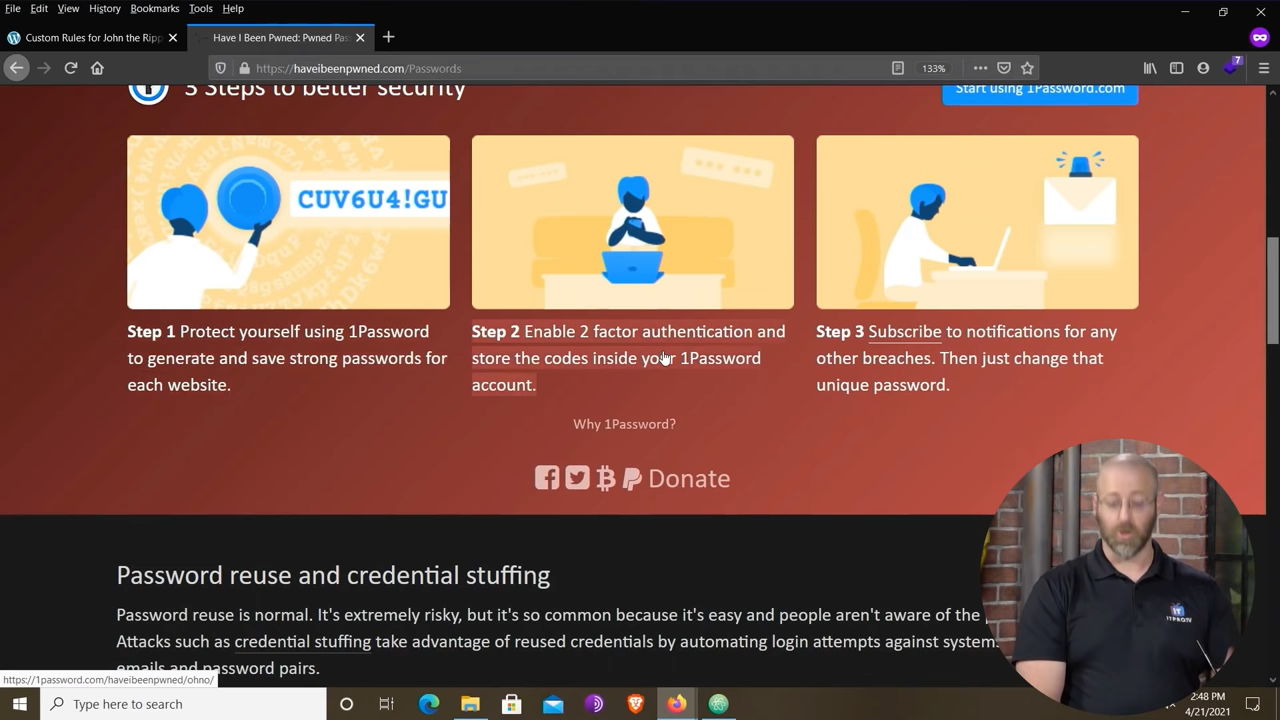 File Edit View History Bookmarks Tools Help
Custom Rules for John the Ripp
Have I Been Pwned: Pwned Pas
https://haveibeenpwned.com/Passwords
133%
7
3 Steps to better security
Start using 1Password.com
CUV6U4!GU
Step 1 Protect yourself using 1Password
to generate and save strong passwords for
each website.
Step 2 Enable 2 factor authentication and
store the codes inside your 1Password
account.
Step 3 Subscribe to notifications for any
other breaches. Then just change that
unique password.
Why 1Password?
Donate
Password reuse and credential stuffing
Password reuse is normal. It's extremely risky, but it's so common because it's easy and people aren't aware of the
Attacks such as credential stuffing take advantage of reused credentials by automating login attempts against systems
emails and password pairs.
https://1password.com/haveibeenpwned/ohno/
IT
ITPROTV
Type here to search
2:48 PM
4/21/2021